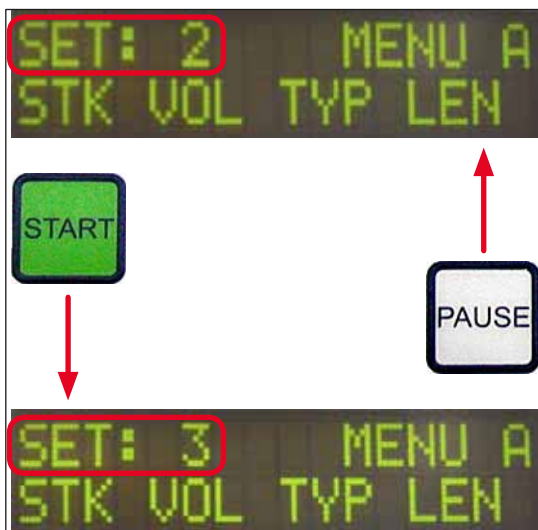 SET: 2 MENU A
STK VOL TYP LEN
START
PAUSE
SET: 3 MENU A
STK VOL TYP LEN